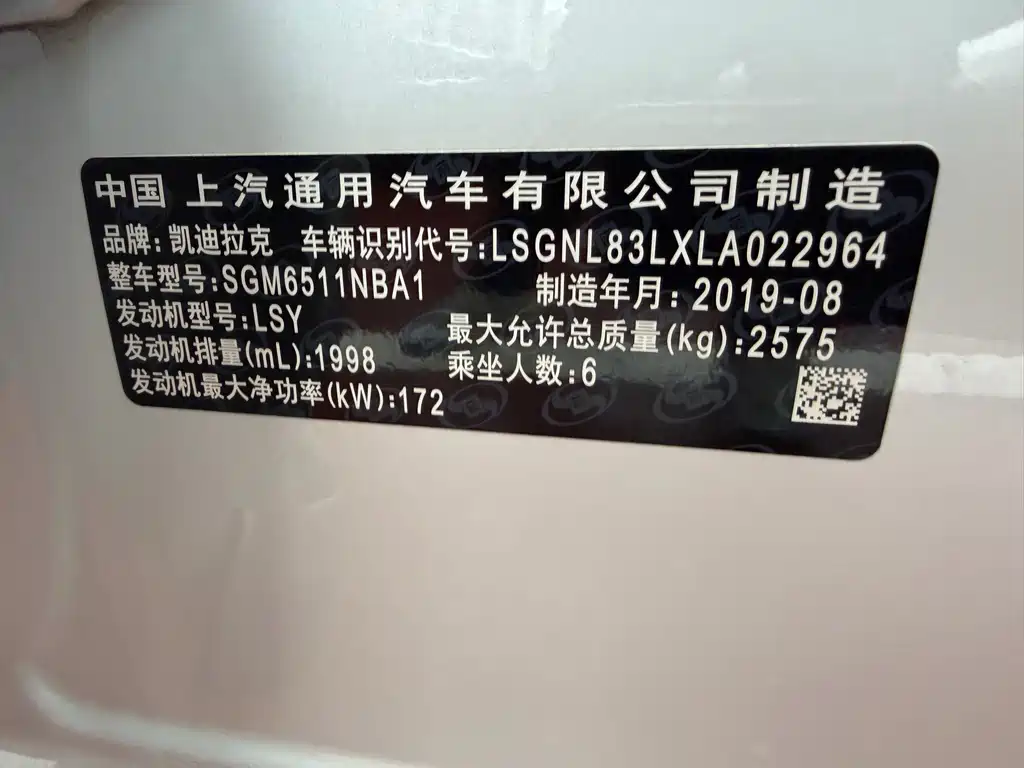 中国 上汽通用汽车有限公司制造
品牌:凯迪拉克 车辆识别代号:LSGNL83LXLA022964
整车型号:SGM6511NBA1 制造年月:2019-08
发动机型号:LSY 最大允许总质量(kg):2575
发动机排量(mL):1998 乘坐人数:6
发动机最大净功率(kW):172